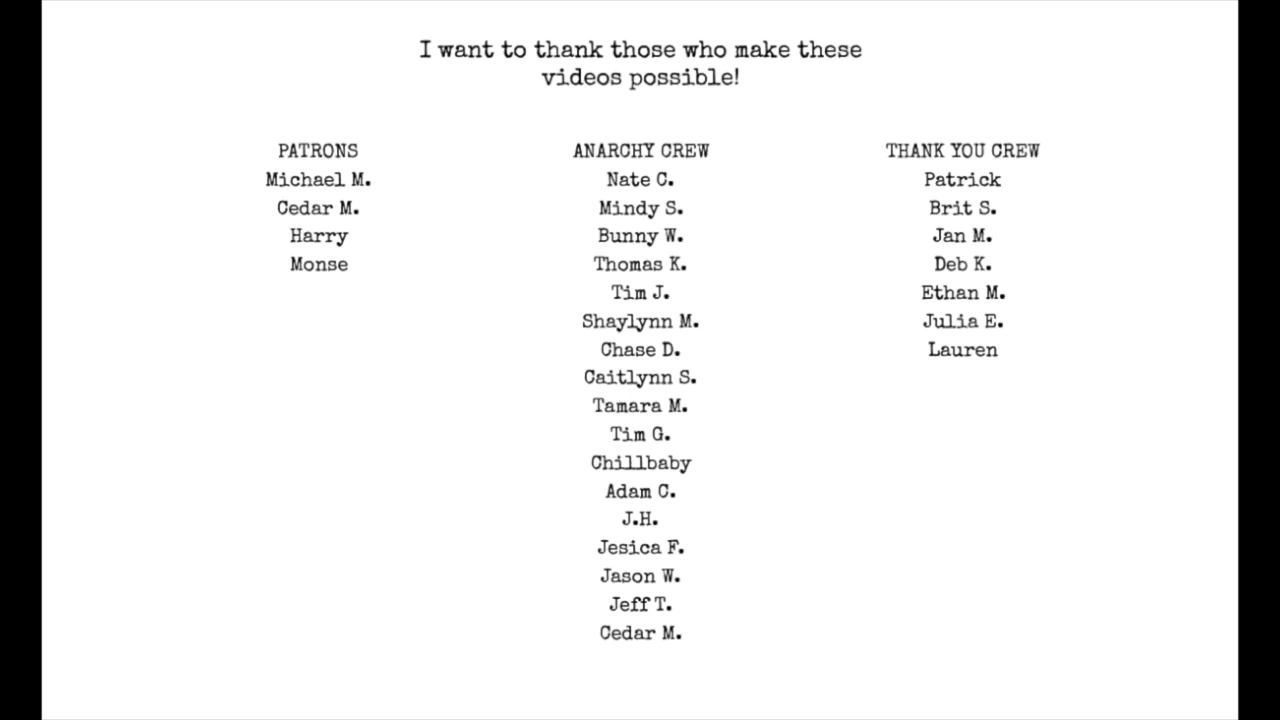 I want to thank those who make these
videos possible!
PATRONS
Michael M.
Cedar M.
Harry
Monse
ANARCHY CREW
Nate C.
Mindy S.
Bunny W.
Thomas K.
Tim J.
Shaylynn M.
Chase D.
Caitlynn S.
Tamara M.
Tim G.
Chillbaby
Adam C.
J.H.
Jesica F.
Jason W.
Jeff T.
Cedar M.
THANK YOU CREW
Patrick
Brit S.
Jan M.
Deb K.
Ethan M.
Julia E.
Lauren